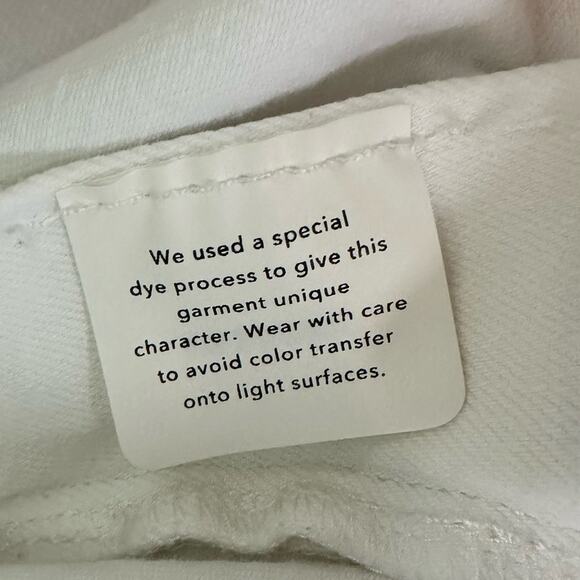 We used a special
dye process to give this
garment unique
character. Wear with care
to avoid color transfer
onto light surfaces.